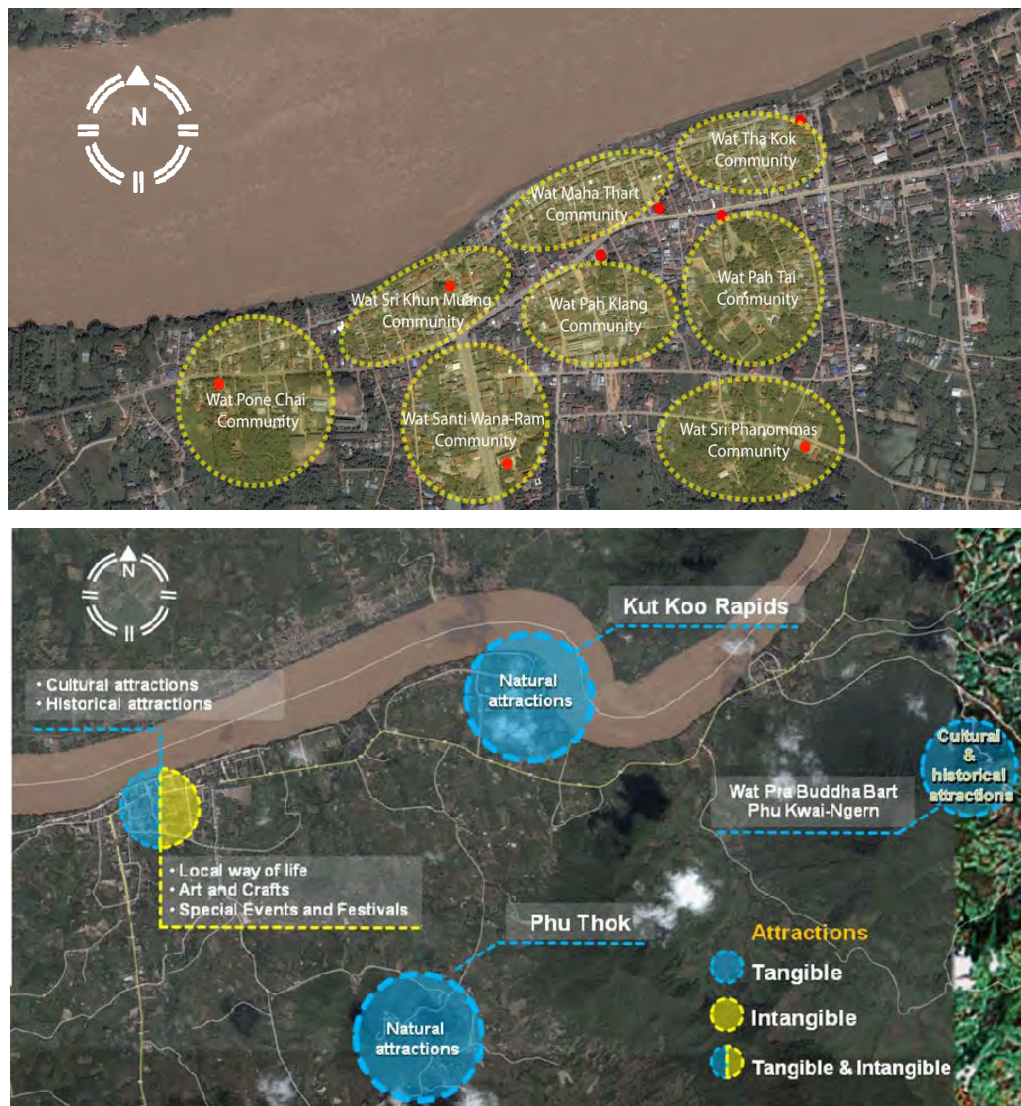 N
Wat Tha Kok
Community
Wat Maha Thart
Community
Wat Pah Tai
Community
Wat Sri Khun Muang
Community
Wat Pah Klang
Community
Wat Pone Chai
Community
Wat Santi Wana-Ram
Community
Wat Sri Phanommas
Community
N
Kut Koo Rapids
• Cultural attractions
• Historical attractions
Natural
attractions
Cultural
&
historical
attractions
Wat Pra Buddha Bart
Phu Kwai-Ngern
• Local way of life
• Art and Crafts
• Special Events and Festivals
Phu Thok
Natural
attractions
Attractions
Tangible
Intangible
Tangible & Intangible